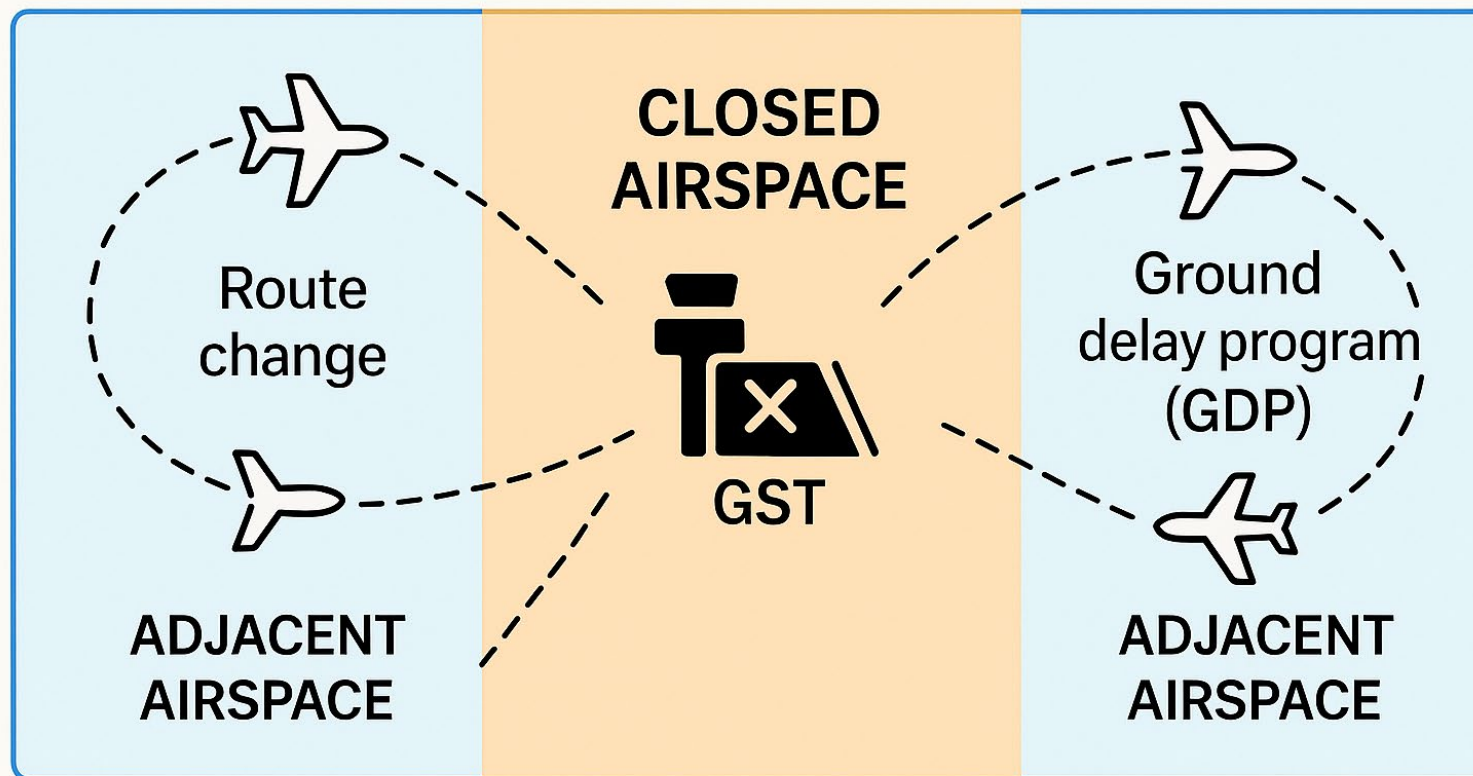 CLOSED
AIRSPACE
Route
change
Ground
delay program
(GDP)
GST
ADJACENT
AIRSPACE
ADJACENT
AIRSPACE